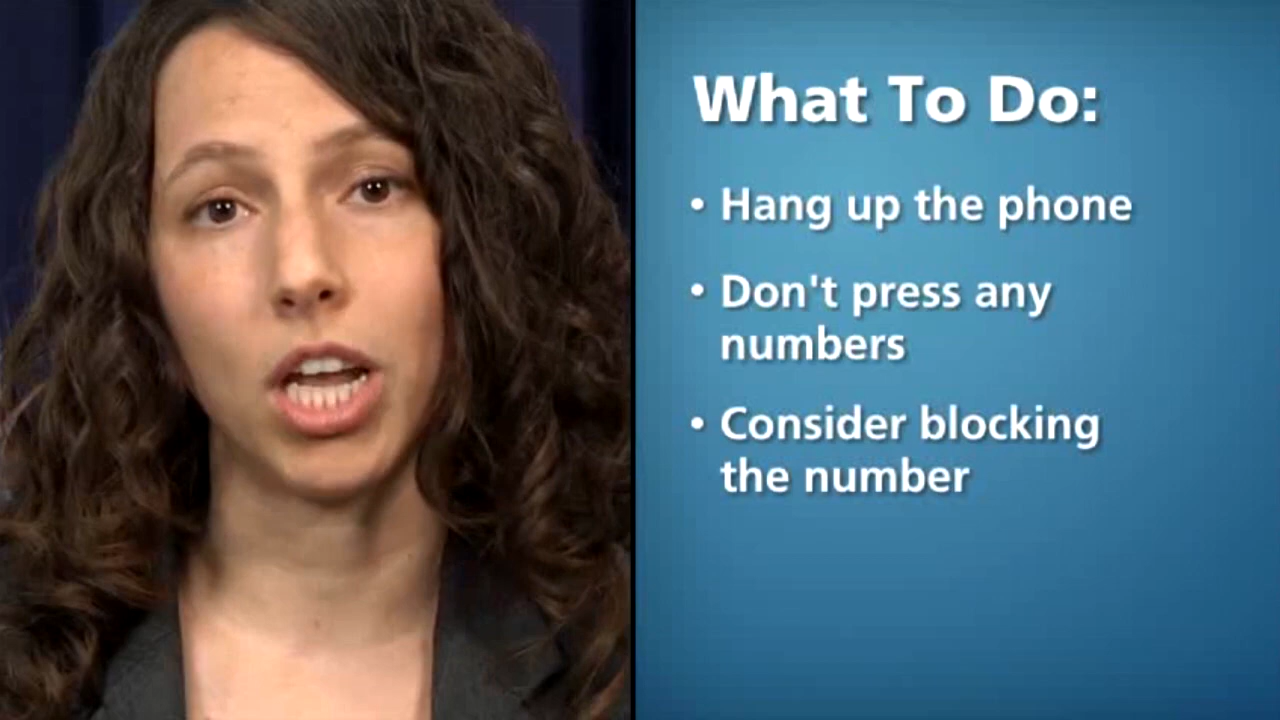 What To Do:
• Hang up the phone
• Don't press any
numbers
• Consider blocking
the number